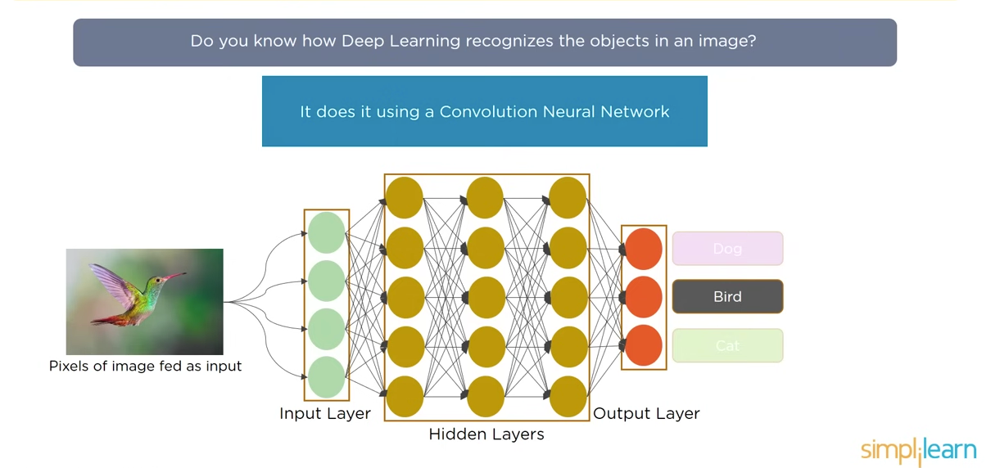 Do you know how Deep Learning recognizes the objects in an image?
It does it using a Convolution Neural Network
Dog
Bird
Cat
Pixels of image fed as input
Input Layer
Output Layer
Hidden Layers
simplilearn